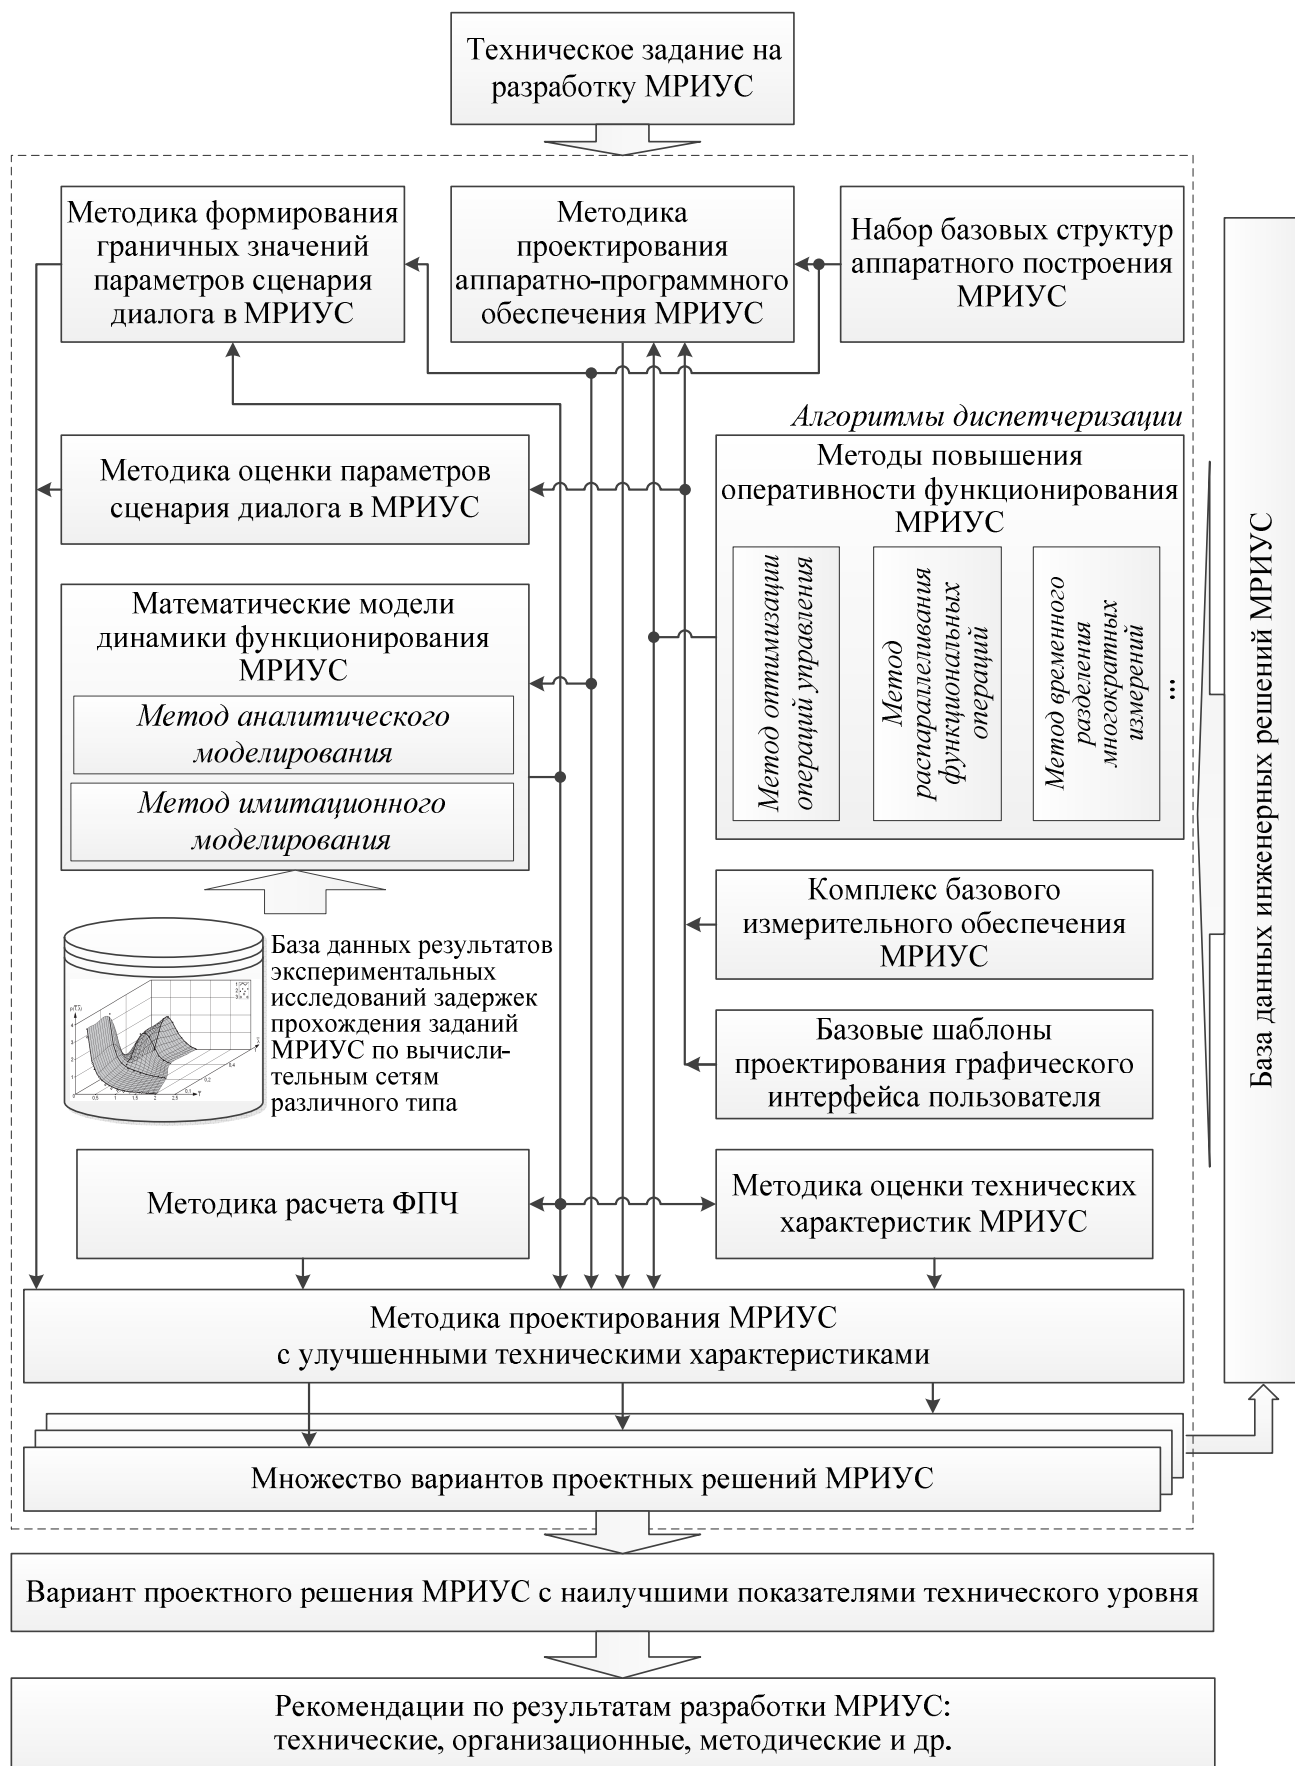 Техническое задание на
разработку МРИУС
Методика формирования
граничных значений
параметров сценария
диалога в МРИУС
Методика
проектирования
аппаратно-программного
обеспечения МРИУС
Набор базовых структур
аппаратного построения
МРИУС
Алгоритмы диспетчеризации
Методика оценки параметров
сценария диалога в МРИУС
Методы повышения
оперативности функционирования
МРИУС
Метод оптимизации
операций управления
Метод
распараллеливания
функциональных
операций
Метод временного
разделения
многократных
измерений
...
Математические модели
динамики функционирования
МРИУС
Метод аналитического
моделирования
Метод имитационного
моделирования
База данных инженерных решений МРИУС
Комплекс базового
измерительного обеспечения
МРИУС
База данных результатов
экспериментальных
исследований задержек
прохождения заданий
МРИУС по вычисли-
тельным сетям
различного типа
Базовые шаблоны
проектирования графического
интерфейса пользователя
Методика расчета ФПЧ
Методика оценки технических
характеристик МРИУС
Методика проектирования МРИУС
с улучшенными техническими характеристиками
Множество вариантов проектных решений МРИУС
Вариант проектного решения МРИУС с наилучшими показателями технического уровня
Рекомендации по результатам разработки МРИУС:
технические, организационные, методические и др.